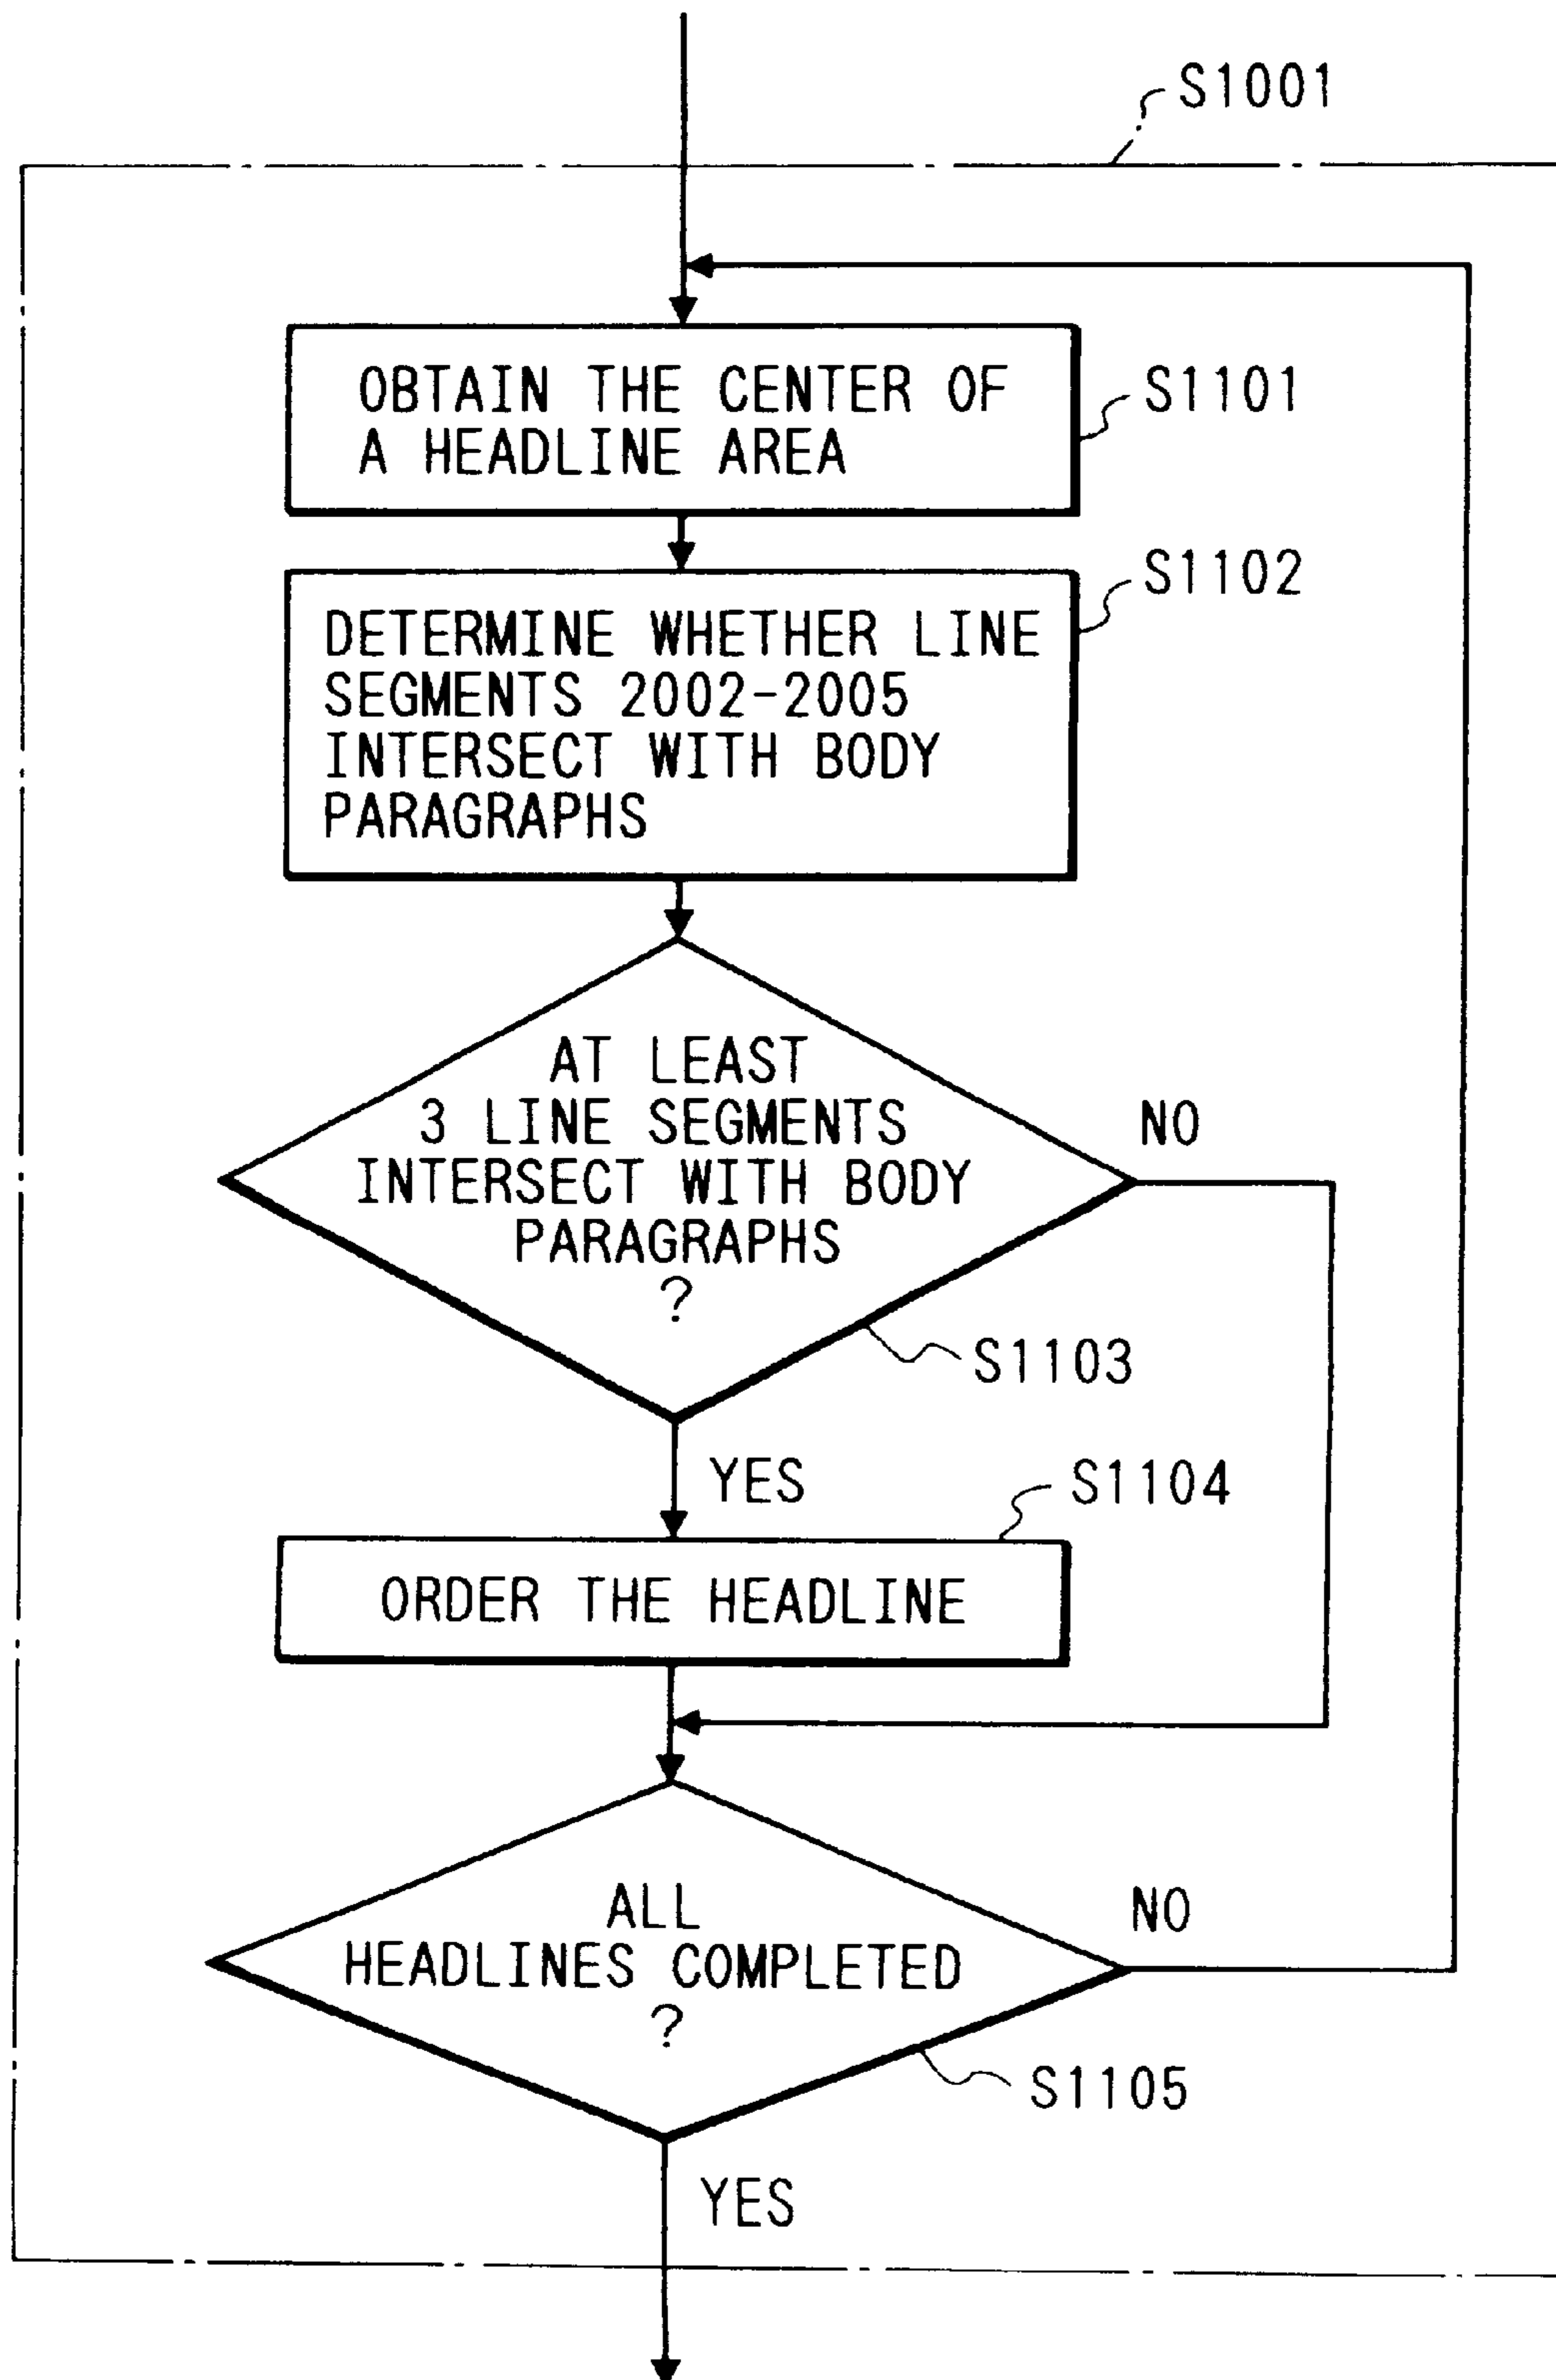 S1001
OBTAIN THE CENTER OF
A HEADLINE AREA
S1101
S1102
DETERMINE WHETHER LINE
SEGMENTS 2002-2005
INTERSECT WITH BODY
PARAGRAPHS
AT LEAST
3 LINE SEGMENTS
INTERSECT WITH BODY
PARAGRAPHS
?
NO
S1103
YES
S1104
ORDER THE HEADLINE
ALL
HEADLINES COMPLETED
?
NO
S1105
YES